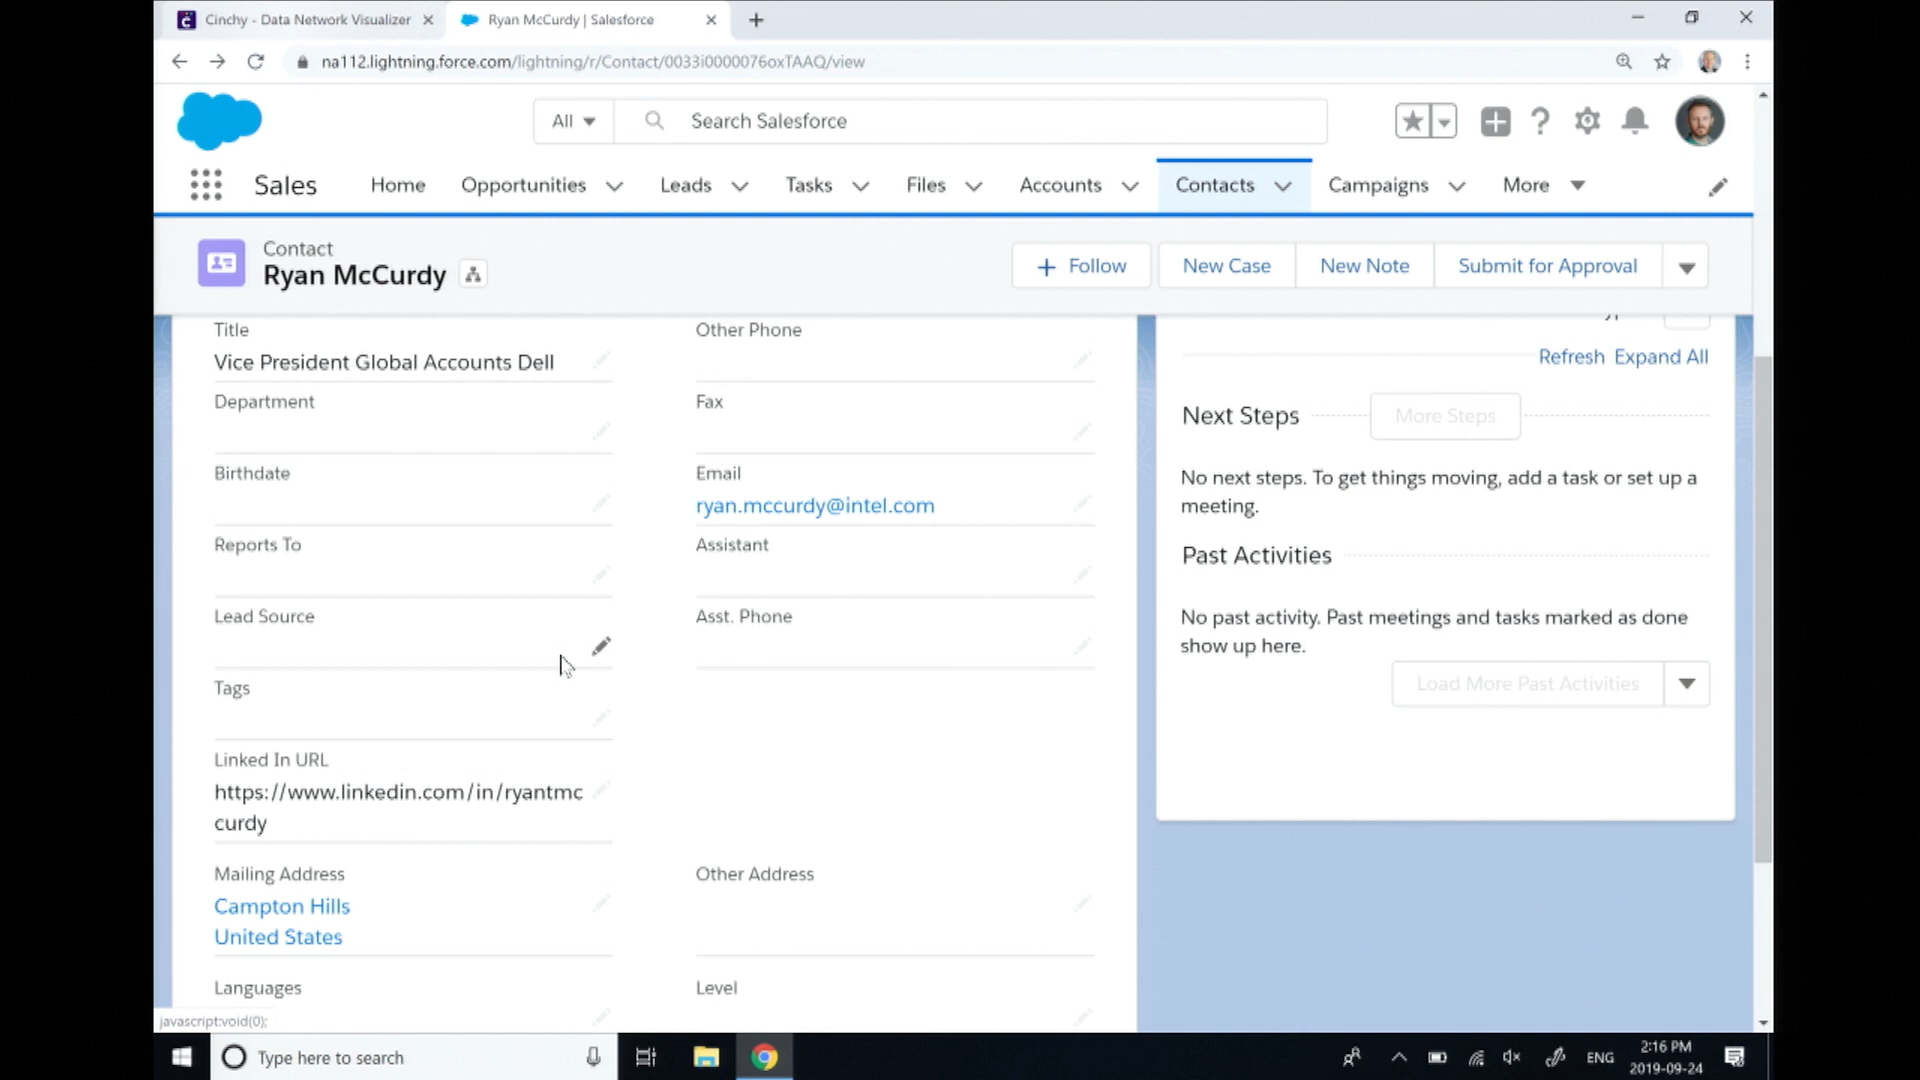 Cinchy - Data Network Visualizer
Ryan McCurdy | Salesforce
na112.lightning.force.com/lightning/r/Contact/0033i0000076oxTAAQ/view
All
Search Salesforce
Sales
Home
Opportunities
Leads
Tasks
Files
Accounts
Contacts
Campaigns
More
Contact
Ryan McCurdy
Follow
New Case
New Note
Submit for Approval
Title
Vice President Global Accounts Dell
Other Phone
Department
Fax
Birthdate
Email
ryan.mccurdy@intel.com
Reports To
Assistant
Lead Source
Asst. Phone
Tags
Linked In URL
https://www.linkedin.com/in/ryantmc
curdy
Mailing Address
Campton Hills
United States
Other Address
Languages
Level
Refresh
Expand All
Next Steps
More Steps
No next steps. To get things moving, add a task or set up a
meeting.
Past Activities
No past activity. Past meetings and tasks marked as done
show up here.
Load More Past Activities
javascript:void(0);
Type here to search
ENG
2:16 PM
2019-09-24